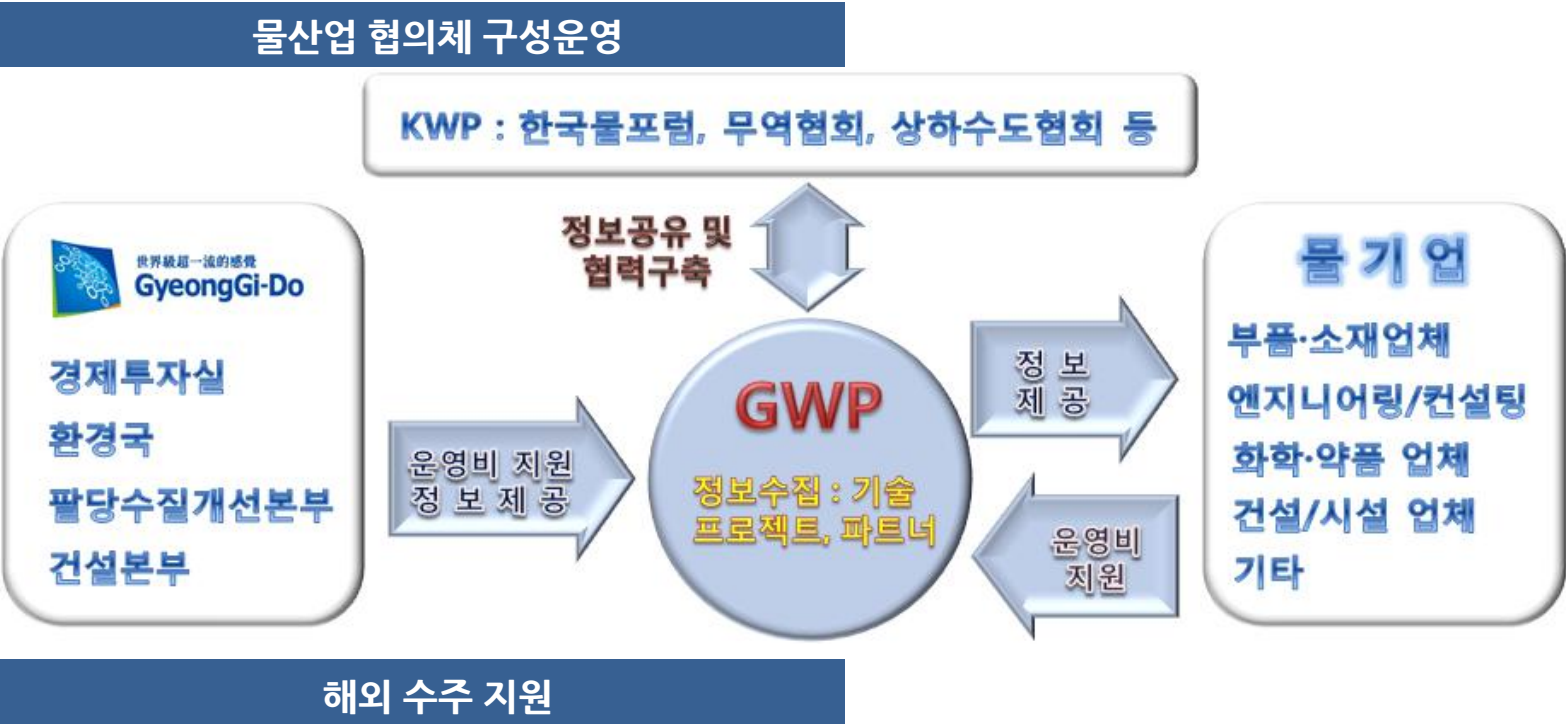 물산업 협의체 구성운영
KWP : 한국물포럼, 무역협회, 상하수도협회 등
정보공유 및
협력구축
世界級超一流的感覺
GyeongGi-Do
경제투자실
환경국
팔당수질개선본부
건설본부
운영비 지원
정 보 제 공
GWP
정보수집 : 기술
프로젝트, 파트너
정 보
제 공
운영비
지원
물 기 업
부품·소재업체
엔지니어링/컨설팅
화학·약품 업체
건설/시설 업체
기타
해외 수주 지원